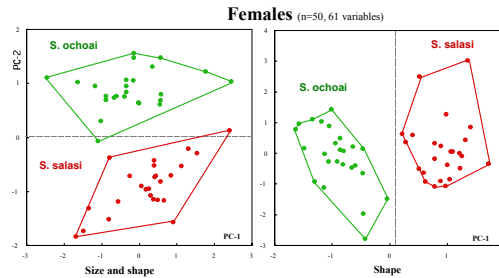 Females (n=50, 61 variables)
PC-2
2
1
0
-1
-2
-3
-2
-1
0
1
2
3
S. ochoai
S. salasi
PC-1
Size and shape
4
3
2
1
0
-1
-2
-3
-2
-1
0
1
2
S. ochoai
S. salasi
PC-1
Shape